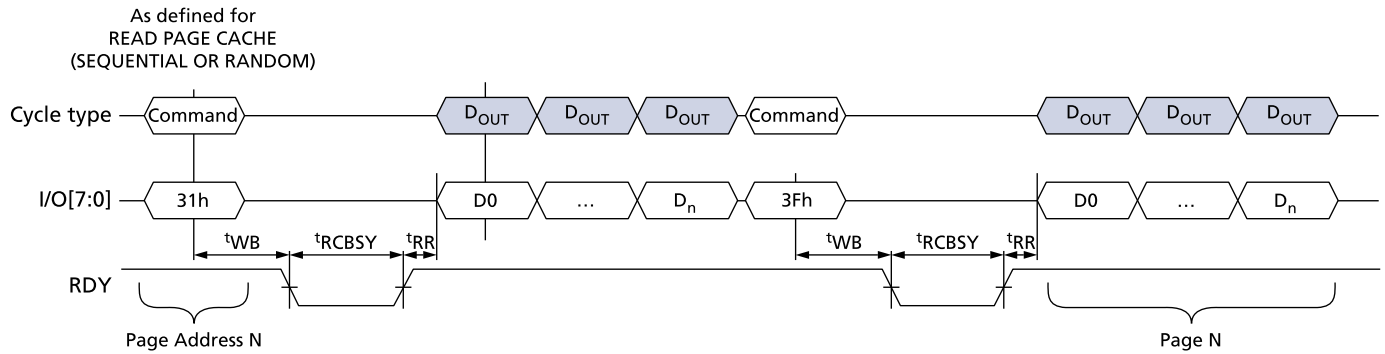 As defined for
READ PAGE CACHE
(SEQUENTIAL OR RANDOM)
Cycle type Command DOUT DOUT DOUT Command DOUT DOUT DOUT
I/O[7:0] 31h D0 ... Dn 3Fh D0 ... Dn
tWB tRCBSY tRR tWB tRCBSY tRR
RDY
Page Address N Page N